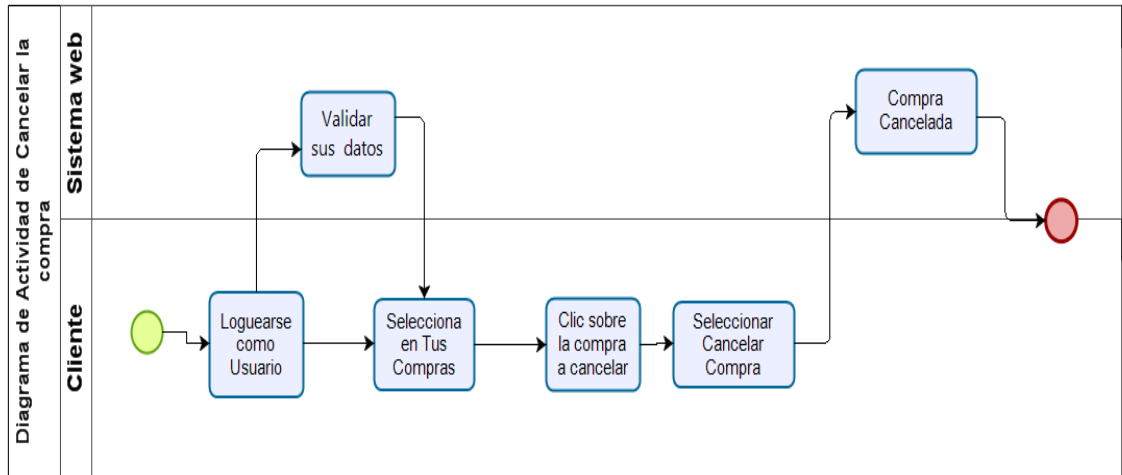 Diagrama de Actividad de Cancelar la
compra
Sistema web
Cliente
Validar
sus datos
Compra
Cancelada
Loguearse
como
Usuario
Selecciona
en Tus
Compras
Clic sobre
la compra
a cancelar
Seleccionar
Cancelar
Compra